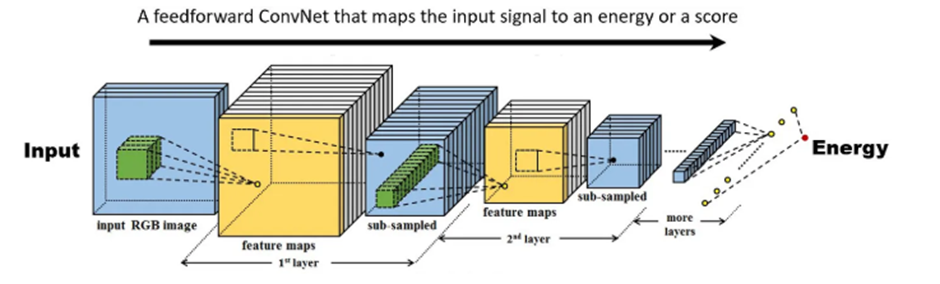 A feedforward ConvNet that maps the input signal to an energy or a score
Input
Energy
input RGB image
feature maps
sub-sampled
feature maps
sub-sampled
more
layers
1st layer
2nd layer